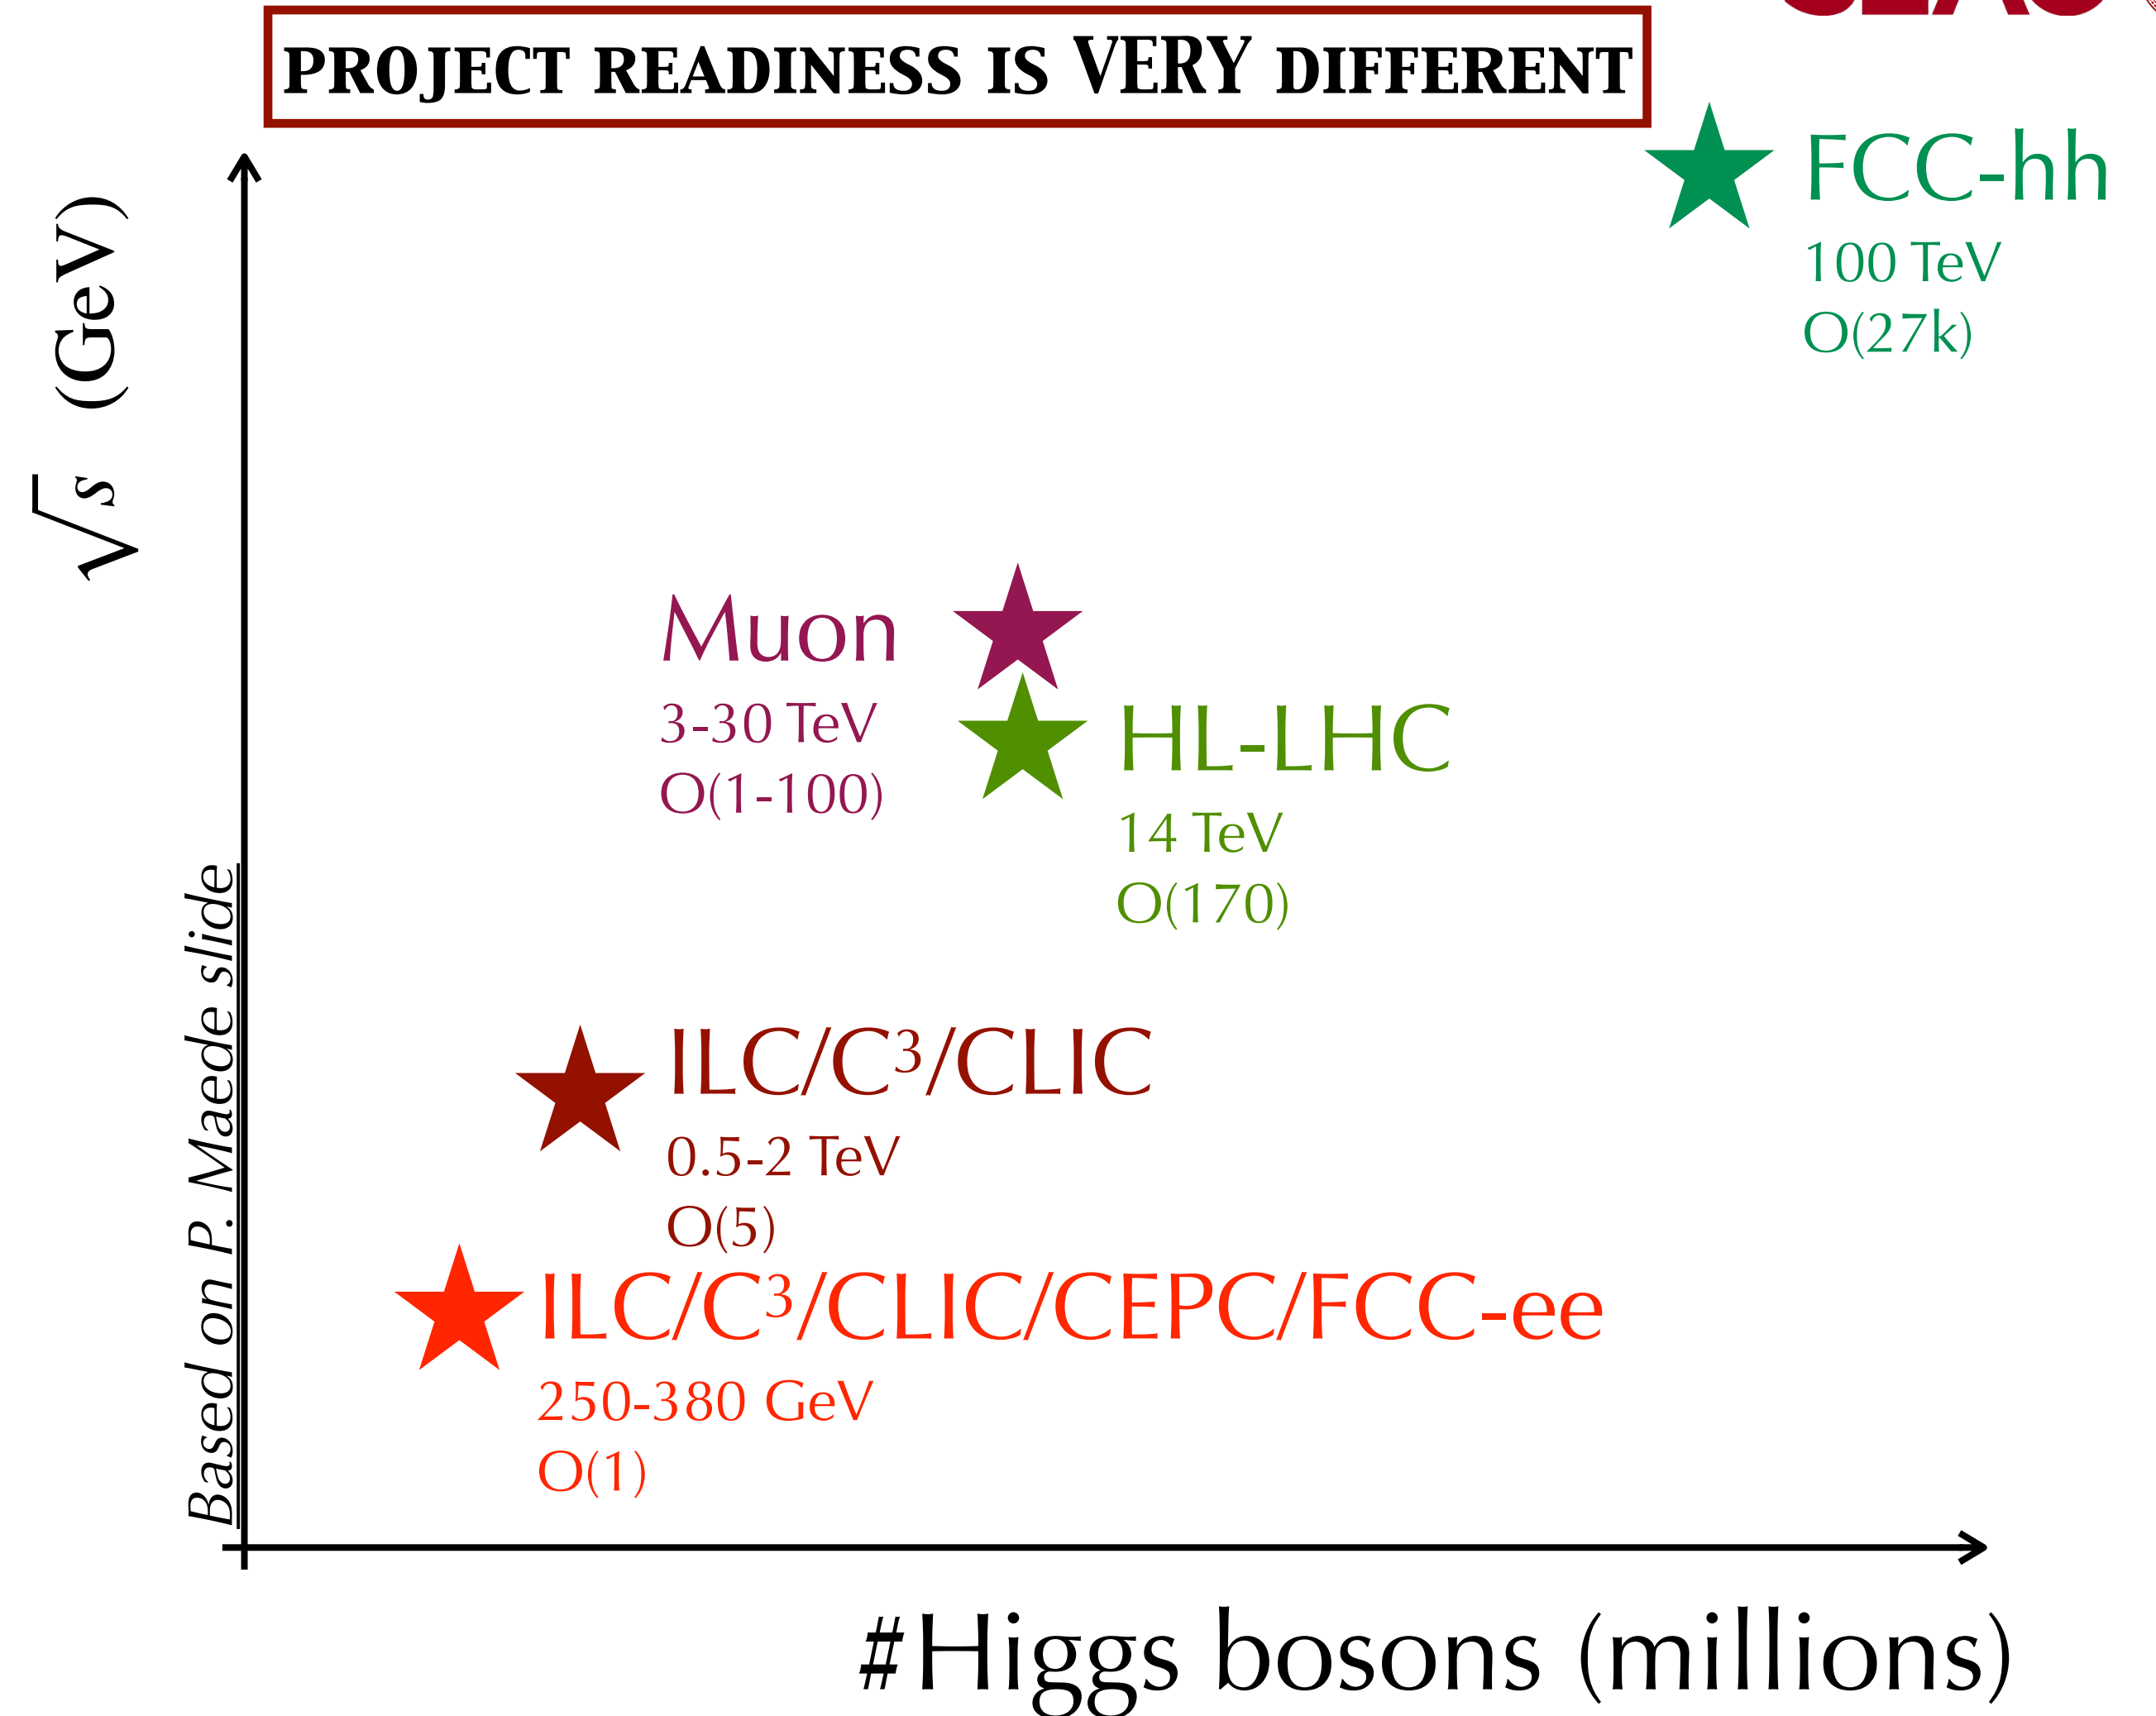 PROJECT READINESS IS VERY DIFFERENT
FCC-hh
100 TeV
O(27k)
√s (GeV)
Muon
3-30 TeV
O(1-100)
HL-LHC
14 TeV
O(170)
Based on P. Maede slide
ILC/C³/CLIC
0.5-2 TeV
O(5)
ILC/C³/CLIC/CEPC/FCC-ee
250-380 GeV
O(1)
#Higgs bosons (millions)